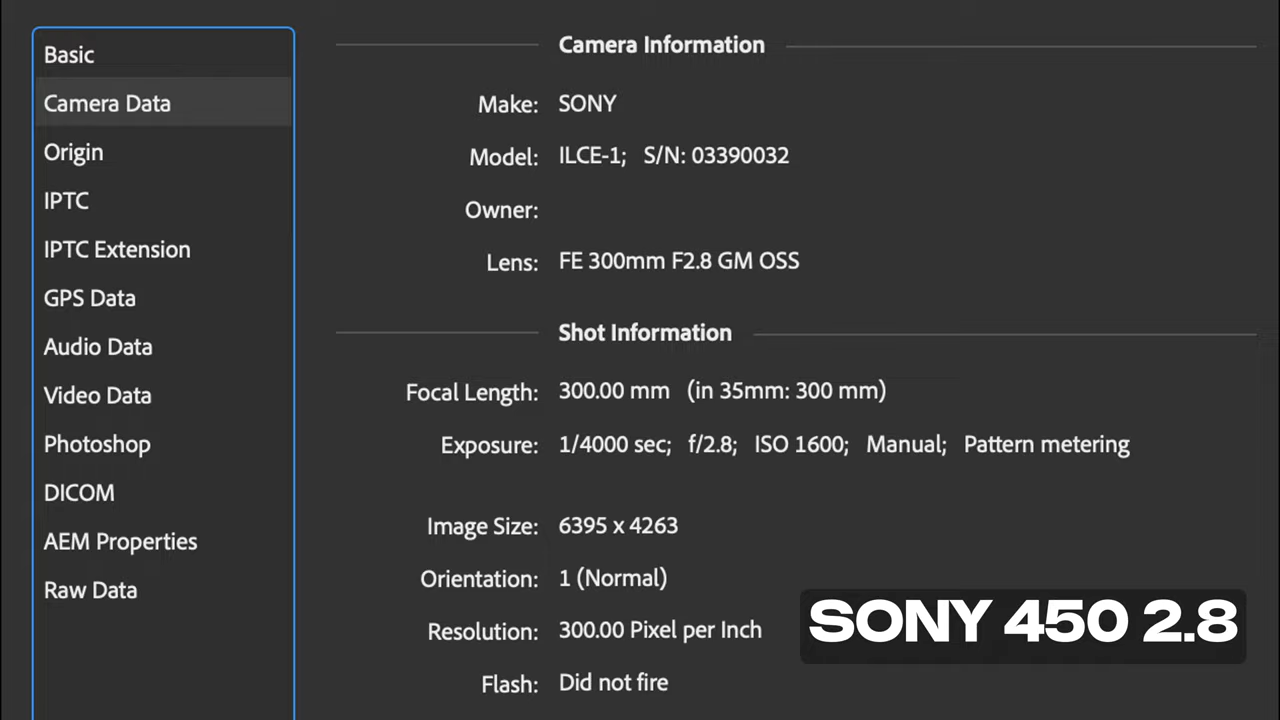 Basic
Camera Data
Origin
IPTC
IPTC Extension
GPS Data
Audio Data
Video Data
Photoshop
DICOM
AEM Properties
Raw Data
Camera Information
Make: SONY
Model: ILCE-1; S/N: 03390032
Owner:
Lens: FE 300mm F2.8 GM OSS
Shot Information
Focal Length: 300.00 mm (in 35mm: 300 mm)
Exposure: 1/4000 sec; f/2.8; ISO 1600; Manual; Pattern metering
Image Size: 6395 x 4263
Orientation: 1 (Normal)
Resolution: 300.00 Pixel per Inch
Flash: Did not fire
SONY 450 2.8